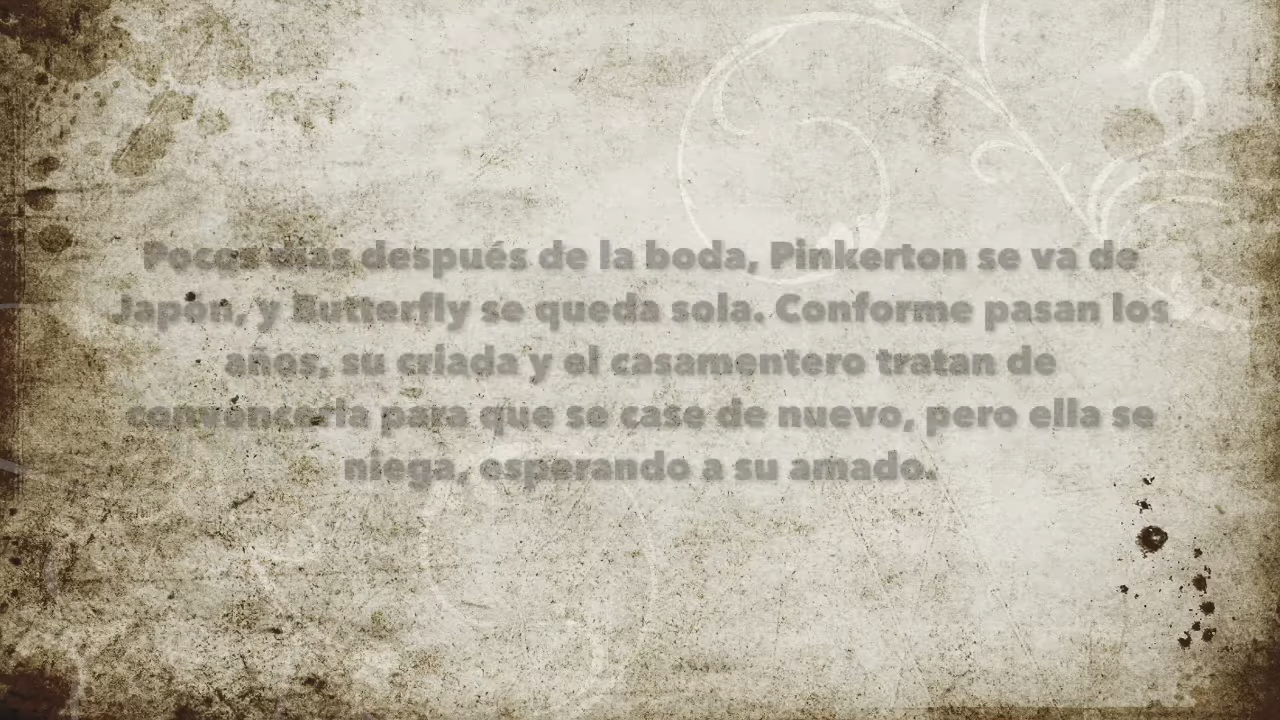 Pocos días después de la boda, Pinkerton se va de
Japón, y Butterfly se queda sola. Conforme pasan los
años, su criada y el casamentero tratan de
convencerla para que se case de nuevo, pero ella se
niega, esperando a su amado.